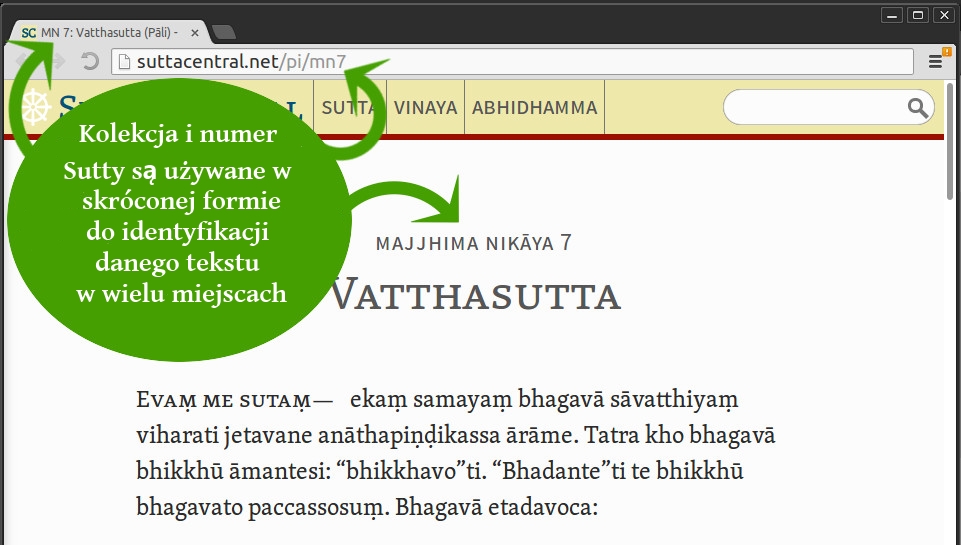 SC MN 7: Vatthasutta (Pāli) -
suttacentral.net/pi/mn7
SUTTA VINAYA ABHIDHAMMA
Kolekcja i numer
Sutty są używane w
skróconej formie
do identyfikacji
danego tekstu
w wielu miejscach
MAJJHIMA NIKĀYA 7
VATTHASUTTA
EVAṂ ME SUTAṂ— ekaṃ samayaṃ bhagavā sāvatthiyaṃ
viharati jetavane anāthapiṇḍikassa ārāme. Tatra kho bhagavā
bhikkhū āmantesi: “bhikkhavo”ti. “Bhadante”ti te bhikkhū
bhagavato paccassosuṃ. Bhagavā etadavoca: